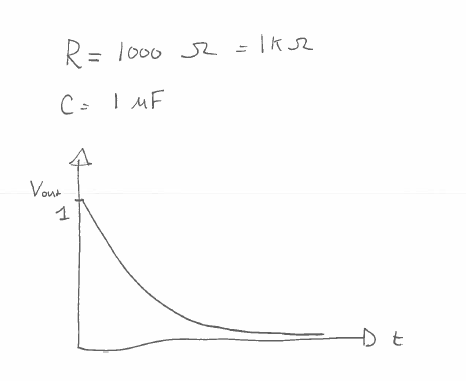 R = 1000 Ω = 1KΩ
C = 1 μF
Vout
1
t